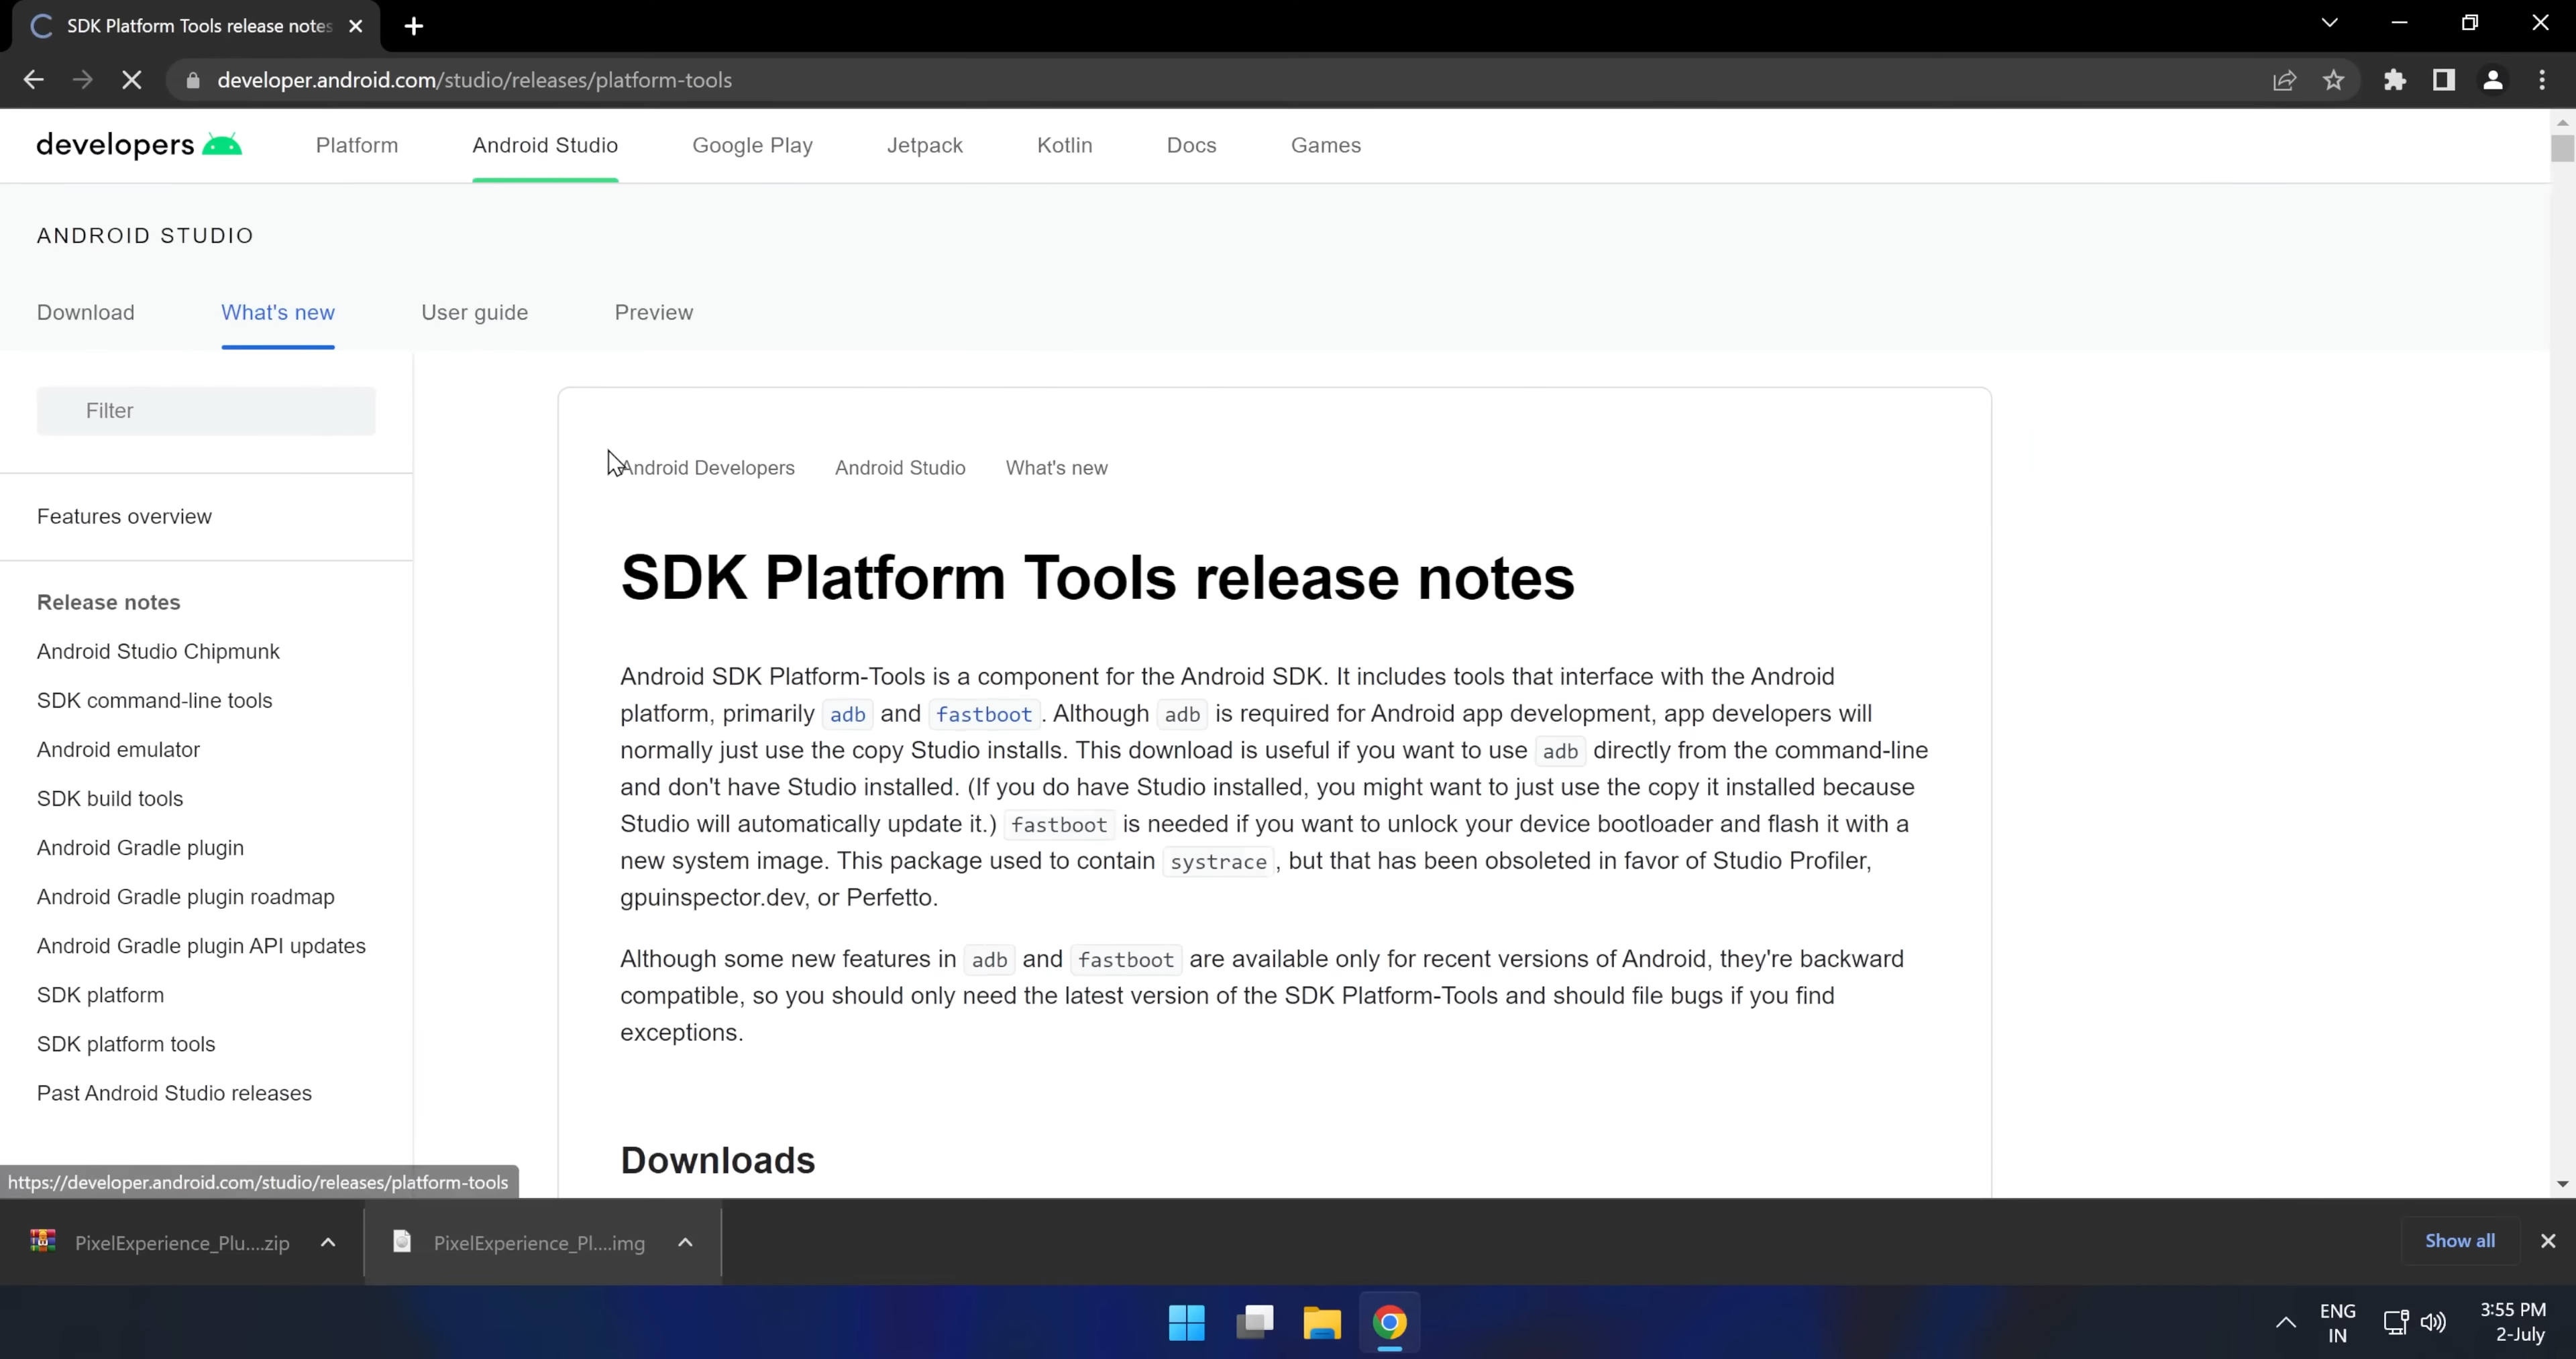 SDK Platform Tools release notes
developer.android.com/studio/releases/platform-tools
developers Platform Android Studio Google Play Jetpack Kotlin Docs Games
ANDROID STUDIO
Download What's new User guide Preview
Filter
Features overview
Release notes
Android Studio Chipmunk
SDK command-line tools
Android emulator
SDK build tools
Android Gradle plugin
Android Gradle plugin roadmap
Android Gradle plugin API updates
SDK platform
SDK platform tools
Past Android Studio releases
Android Developers Android Studio What's new
SDK Platform Tools release notes
Android SDK Platform-Tools is a component for the Android SDK. It includes tools that interface with the Android
platform, primarily adb and fastboot. Although adb is required for Android app development, app developers will
normally just use the copy Studio installs. This download is useful if you want to use adb directly from the command-line
and don't have Studio installed. (If you do have Studio installed, you might want to just use the copy it installed because
Studio will automatically update it.) fastboot is needed if you want to unlock your device bootloader and flash it with a
new system image. This package used to contain systrace, but that has been obsoleted in favor of Studio Profiler,
gpuinspector.dev, or Perfetto.
Although some new features in adb and fastboot are available only for recent versions of Android, they're backward
compatible, so you should only need the latest version of the SDK Platform-Tools and should file bugs if you find
exceptions.
Downloads
https://developer.android.com/studio/releases/platform-tools
PixelExperience_Plu....zip PixelExperience_Pl....img Show all
ENG
IN
3:55 PM
2-July